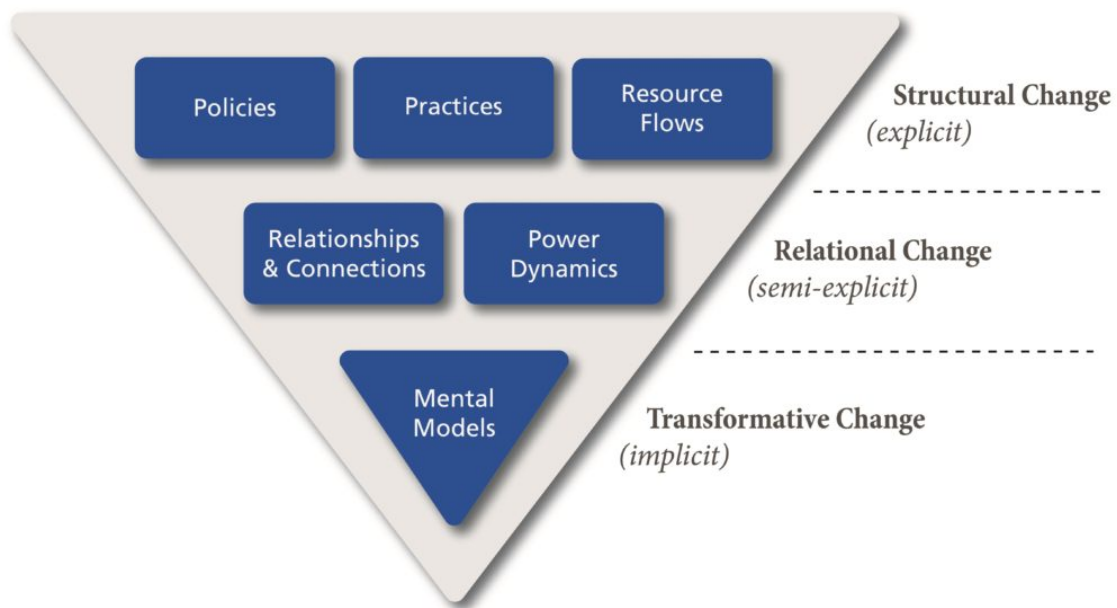 Policies
Practices
Resource
Flows
Structural Change
(explicit)
Relationships
& Connections
Power
Dynamics
Relational Change
(semi-explicit)
Mental
Models
Transformative Change
(implicit)